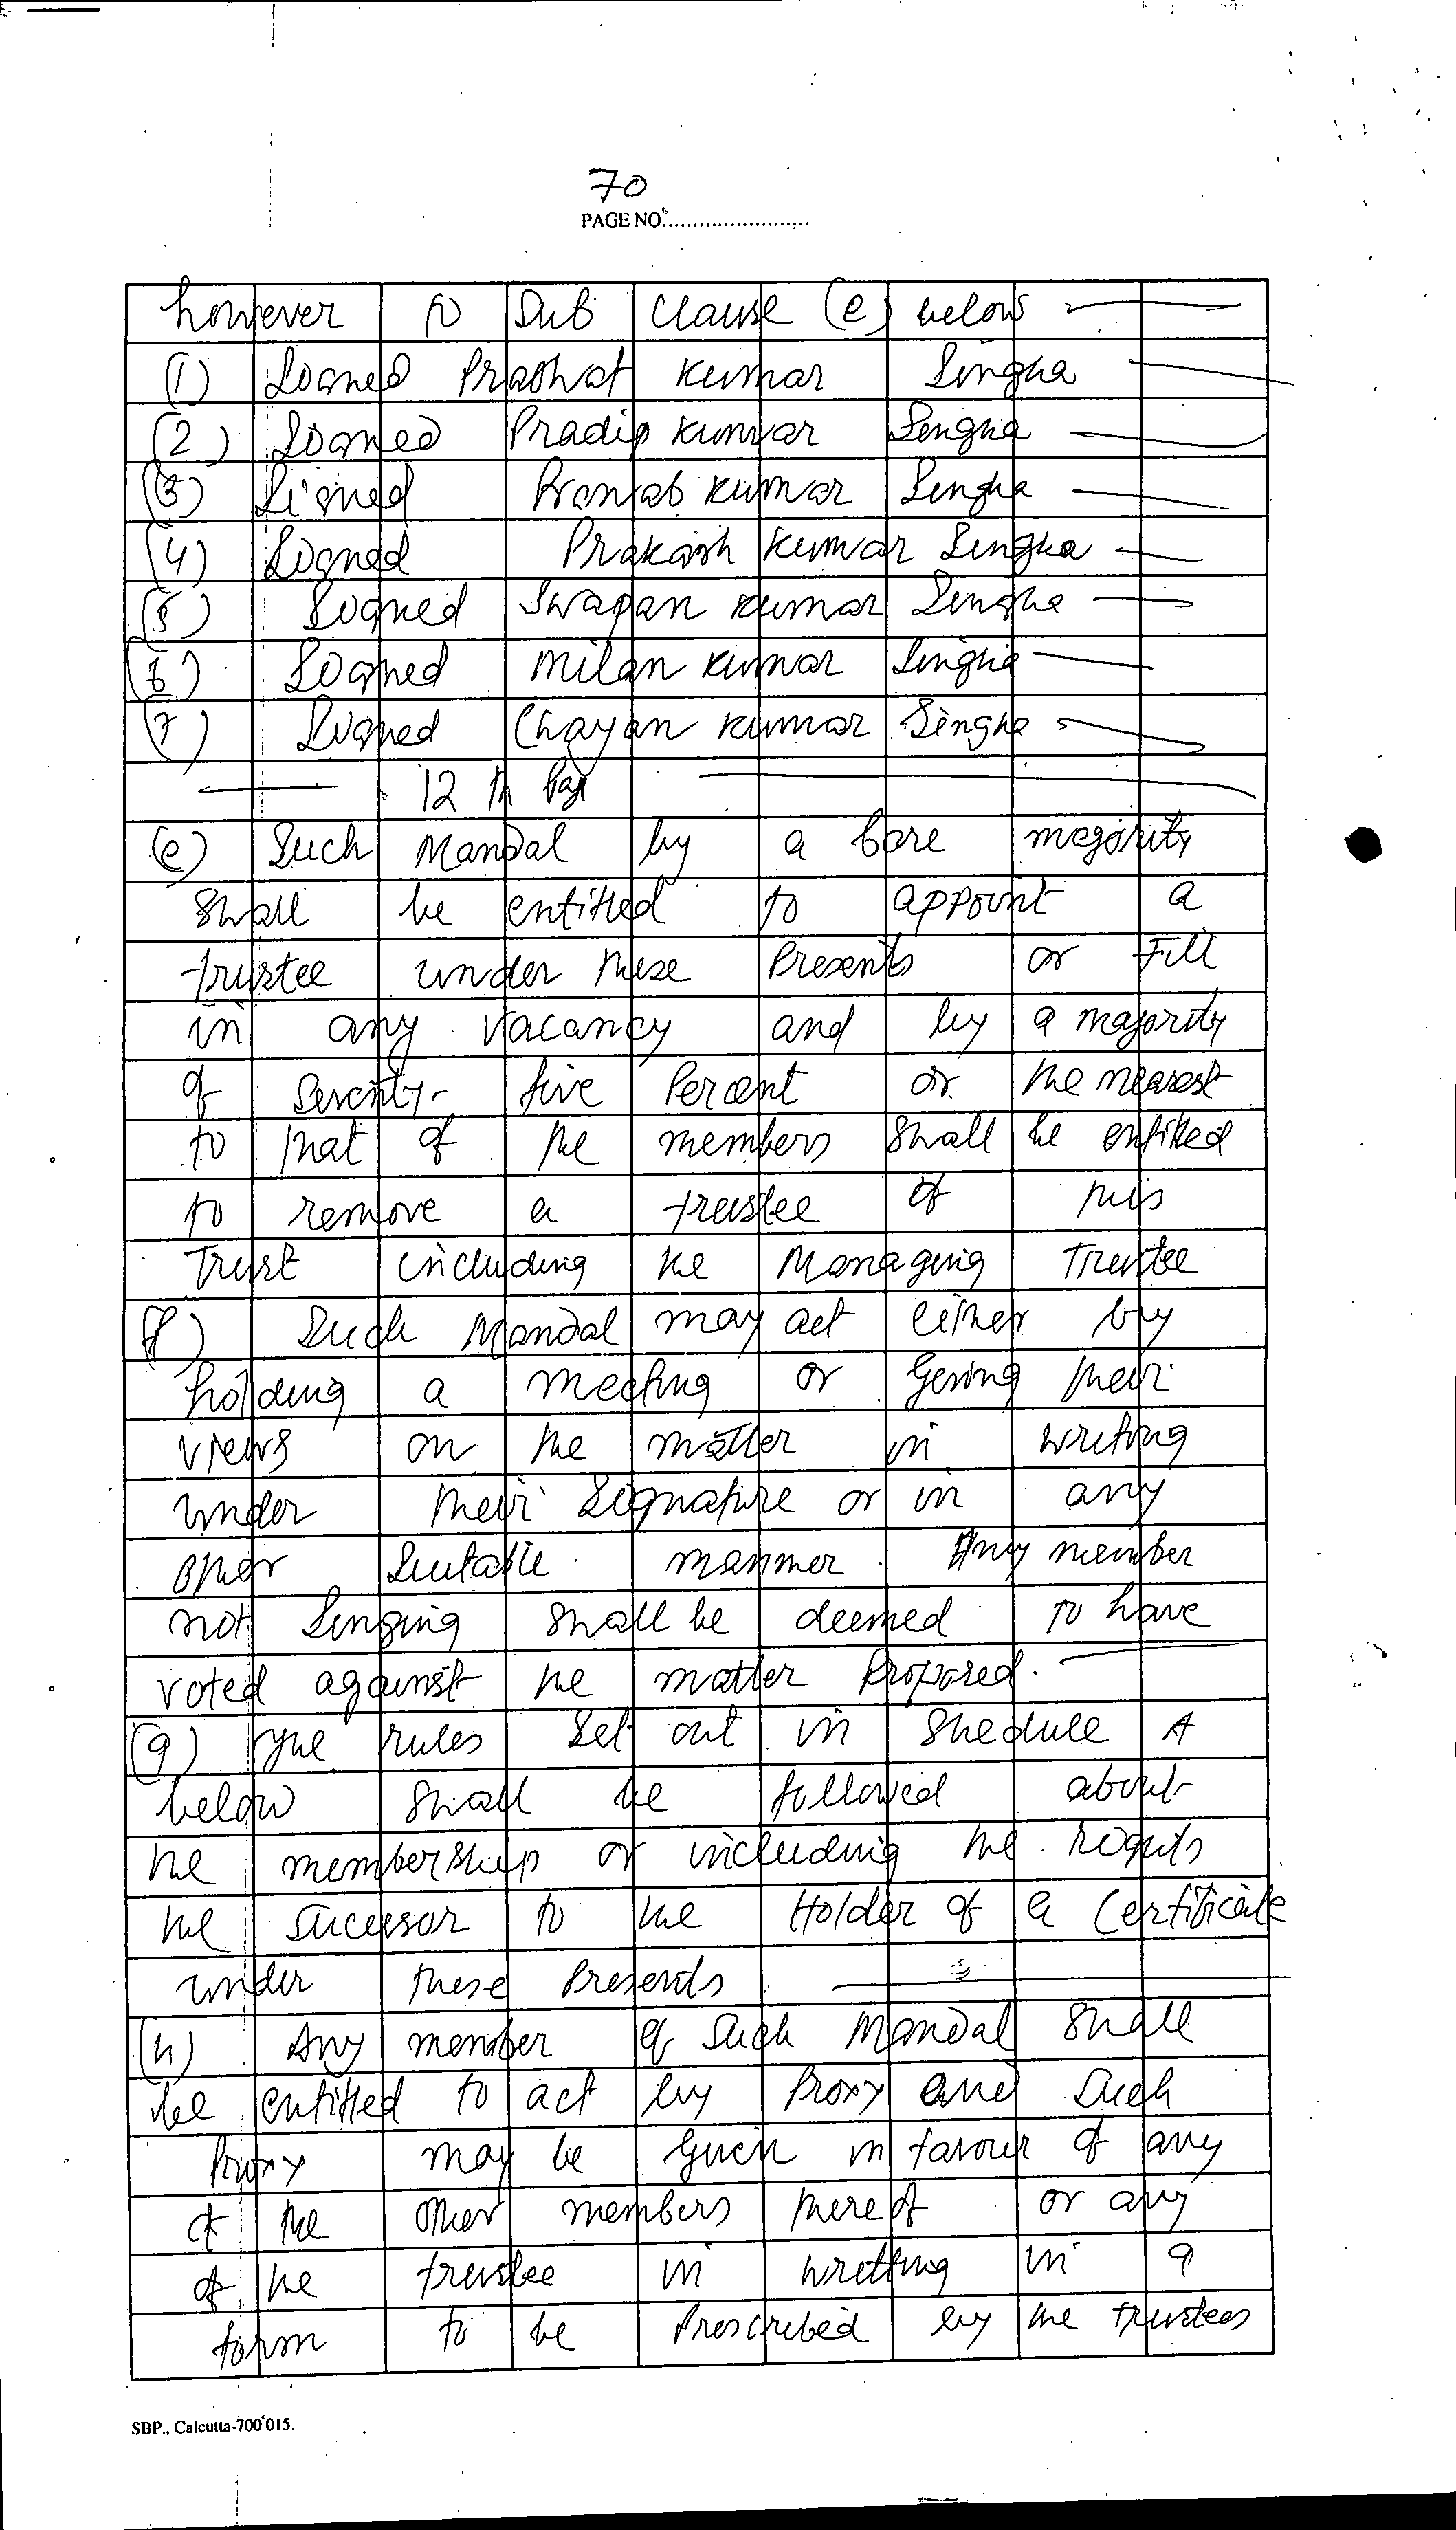 70
PAGE NO.........................
however to Sub Clause (e) below
(1) Signed Prabhat Kumar Singha
(2) Signed Pradip Kumar Singha
(3) Signed Pranab Kumar Singha
(4) Signed Prakash Kumar Singha
(5) Signed Swapan Kumar Singha
(6) Signed Milan Kumar Singha
(7) Signed Chayan Kumar Singha
12 th Page
(e) Such Mandal by a bare majority
Shall be entitled to appoint a
trustee under these Presents or Fill
in any vacancy and by a majority
of Seventy- five Percent or the nearest
to that of the members Shall be entitled
to remove a trustee of this
Trust including the Managing Trustee
(f) Such Mandal may act either by
holding a meeting or Geving their
views on the matter in writing
under their Signature or in any
other Suitable manner Any member
not Singing Shall be deemed to have
voted against the matter Proposed.
(g) The rules Set out in Shedule A
below Shall be followed about
the membership or including the rights
the Sucessor to the Holder of a Certificate
under these Presents
(h) Any member of Such Mandal Shall
be entitled to act by Proxy and Such
Proxy may be Given in favour of any
of the other members thereof or any
of the trustee in wretting in a
form to be Prescribed by the trustees
SBP., Calcutta-700 015.